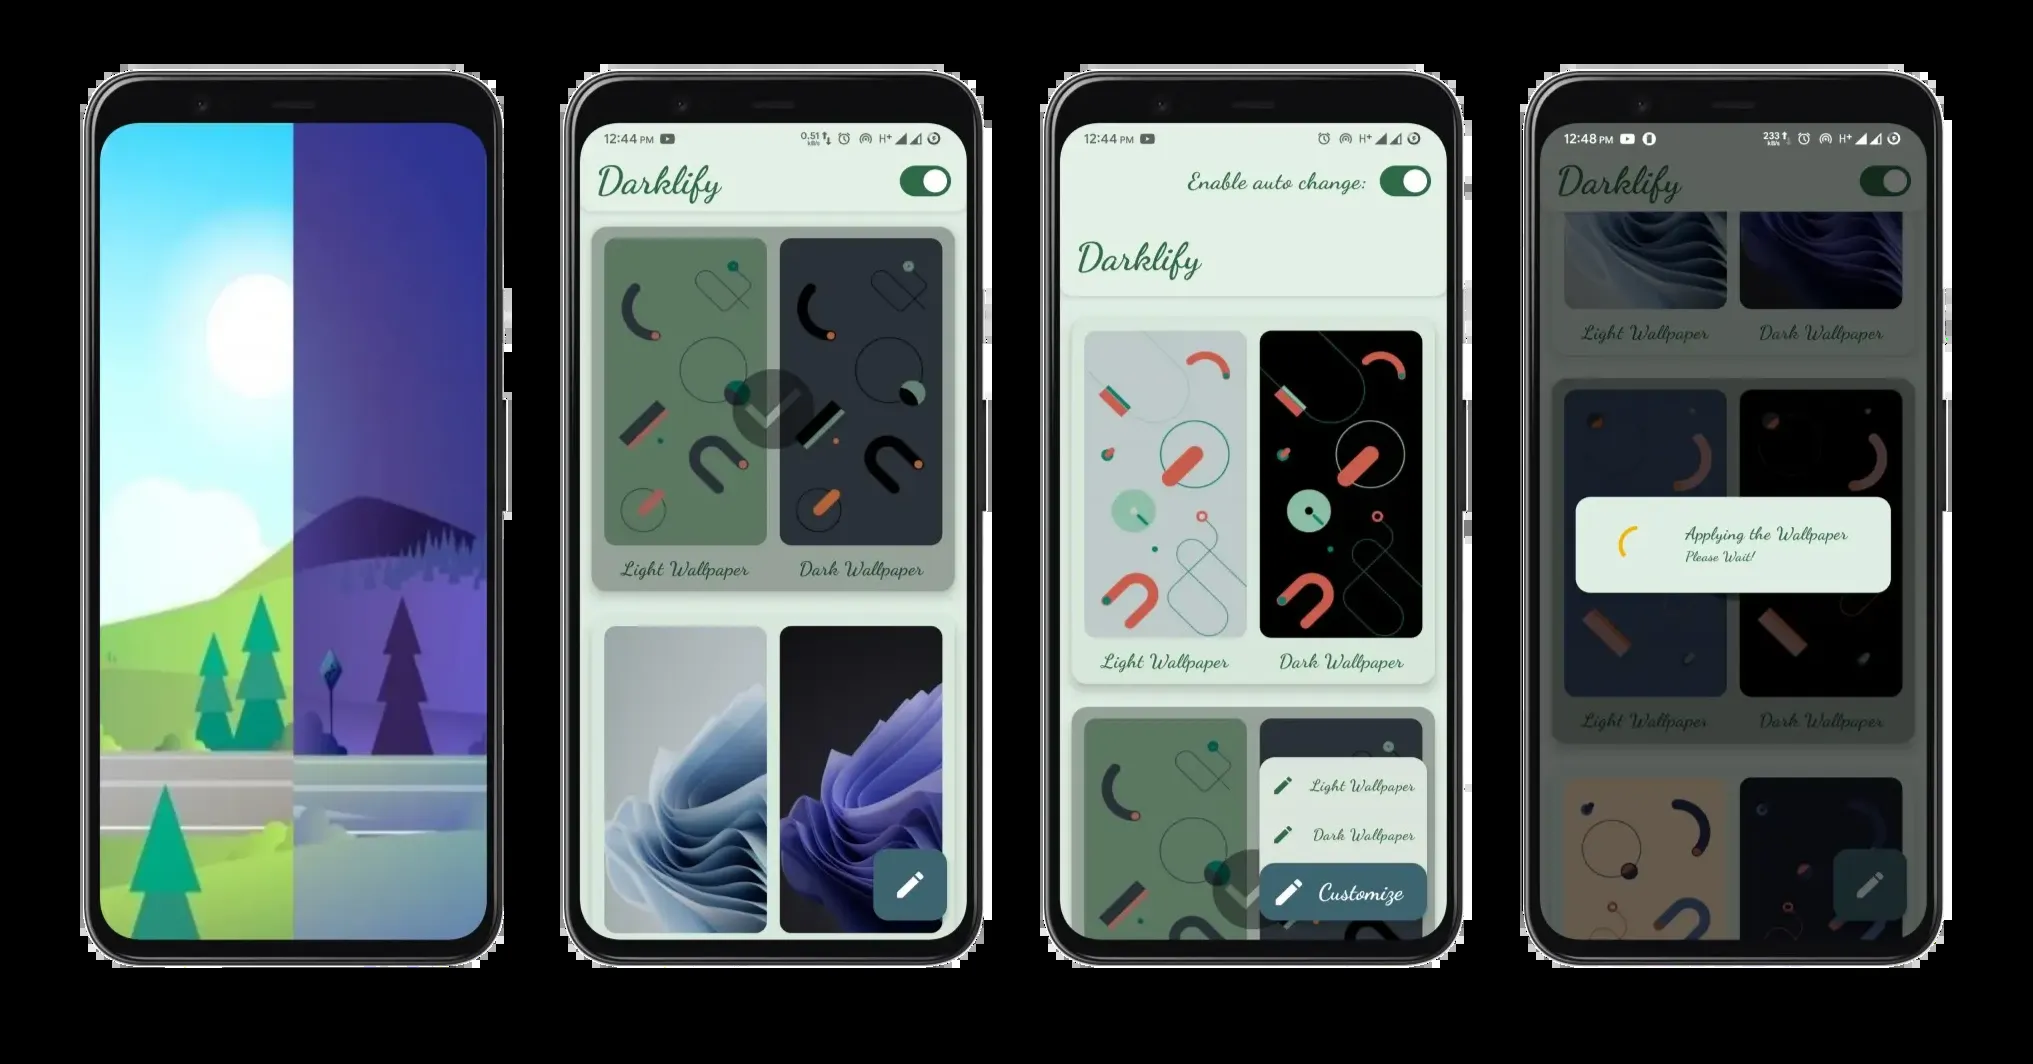 12:44 PM
0.51 kB/s H+
Darklify
Light Wallpaper Dark Wallpaper
12:44 PM
H+
Enable auto change:
Darklify
Light Wallpaper Dark Wallpaper
Light Wallpaper
Dark Wallpaper
Customize
12:48 PM
233 kB/s H+
Darklify
Light Wallpaper Dark Wallpaper
Applying the Wallpaper
Please Wait!
Light Wallpaper Dark Wallpaper